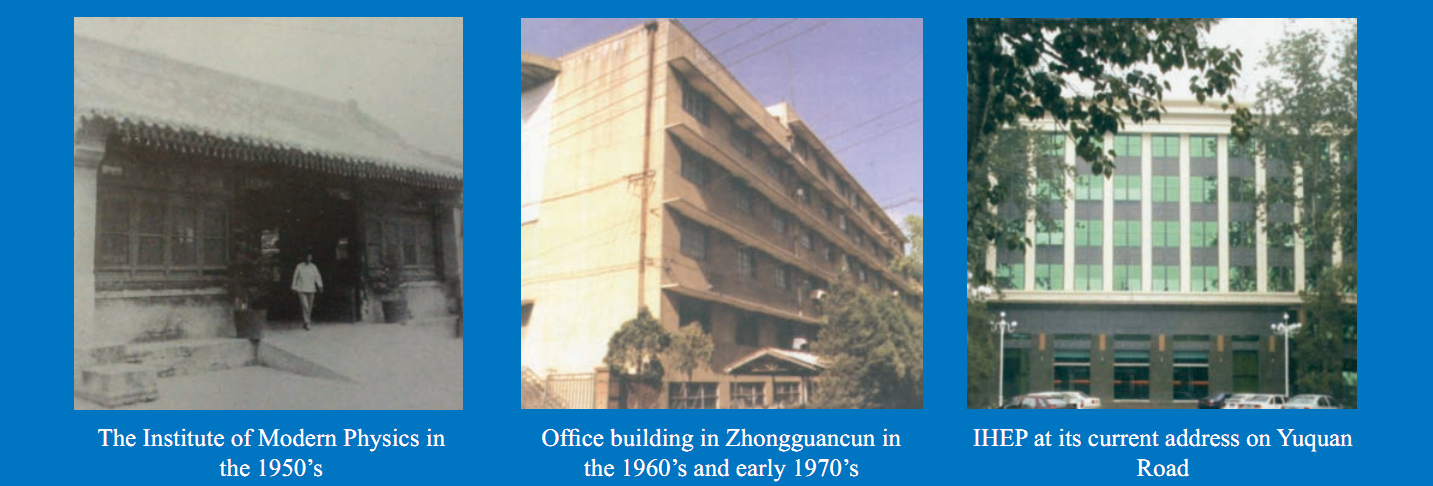 The Institute of Modern Physics in
the 1950’s
Office building in Zhongguancun in
the 1960’s and early 1970’s
IHEP at its current address on Yuquan
Road